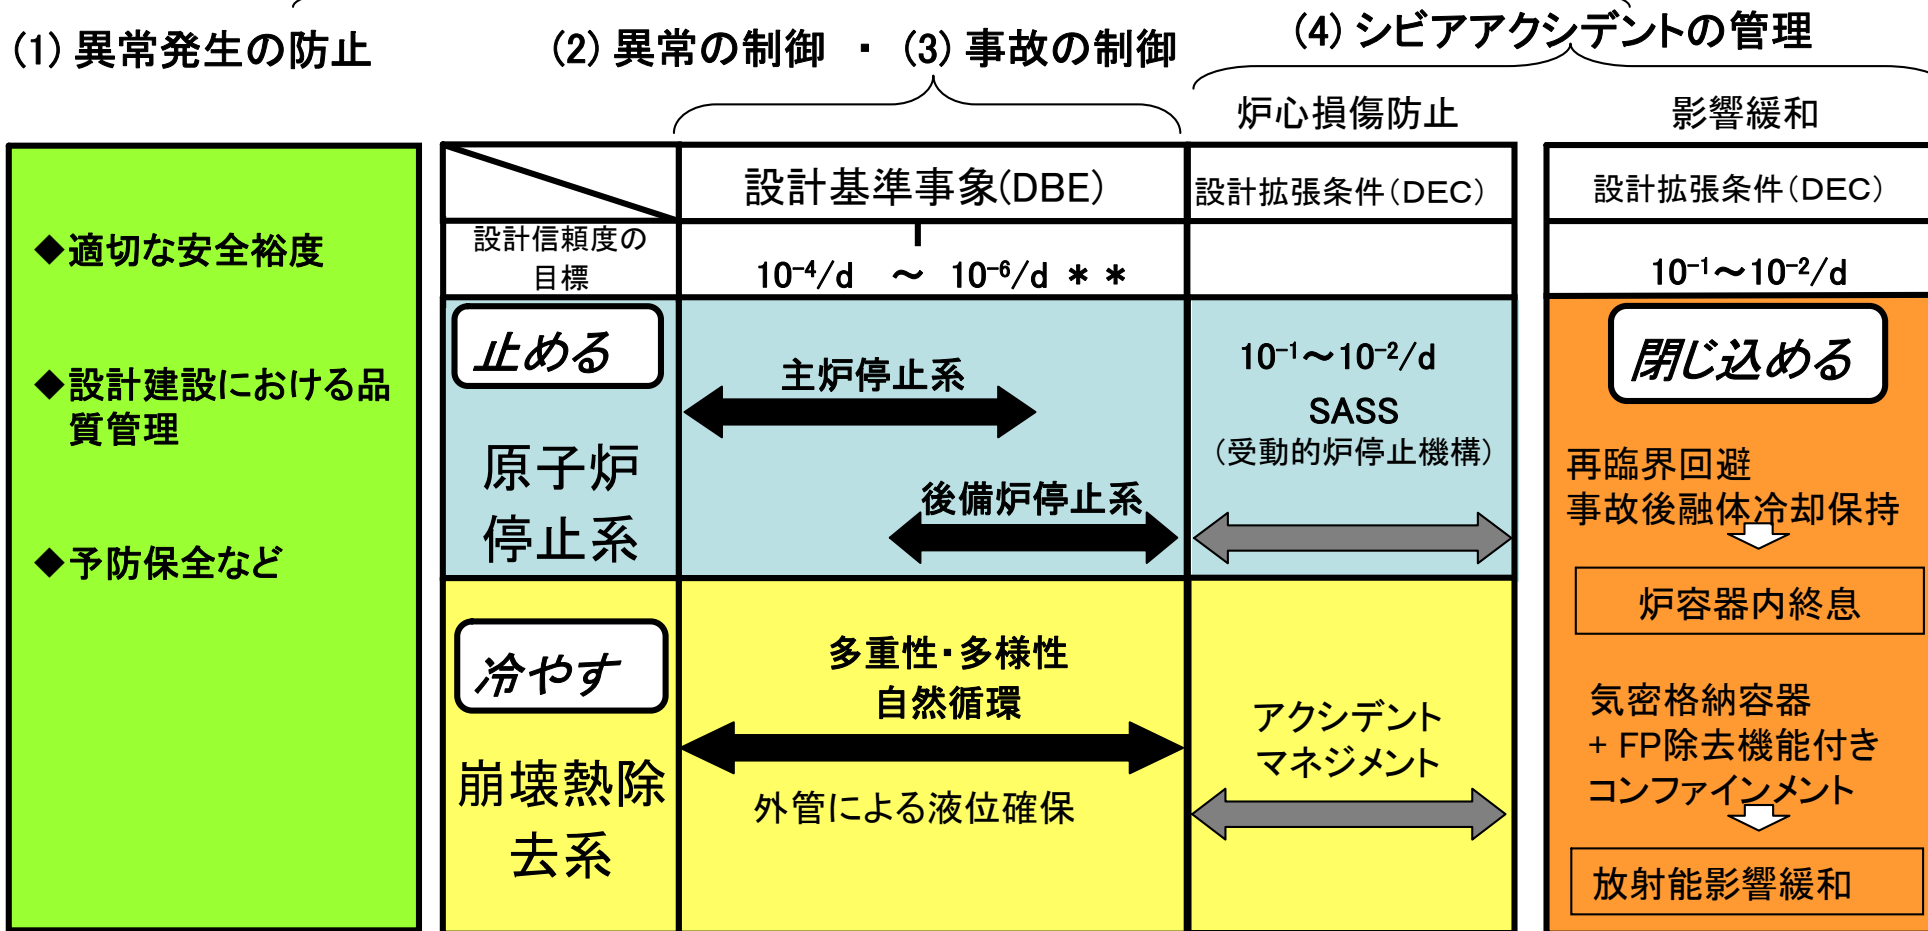 (1) 異常発生の防止
(2) 異常の制御 ・ (3) 事故の制御
(4) シビアアクシデントの管理
炉心損傷防止
影響緩和
◆適切な安全裕度
◆設計建設における品
質管理
◆予防保全など
設計基準事象(DBE)
設計拡張条件(DEC)
設計拡張条件(DEC)
設計信頼度の
目標
10⁻⁴/d ～ 10⁻⁶/d ＊＊
10⁻¹～10⁻²/d
止める
原子炉
停止系
主炉停止系
後備炉停止系
10⁻¹～10⁻²/d
SASS
(受動的炉停止機構)
冷やす
崩壊熱除
去系
多重性・多様性
自然循環
外管による液位確保
アクシデント
マネジメント
閉じ込める
再臨界回避
事故後融体冷却保持
炉容器内終息
気密格納容器
+ FP除去機能付き
コンファインメント
放射能影響緩和